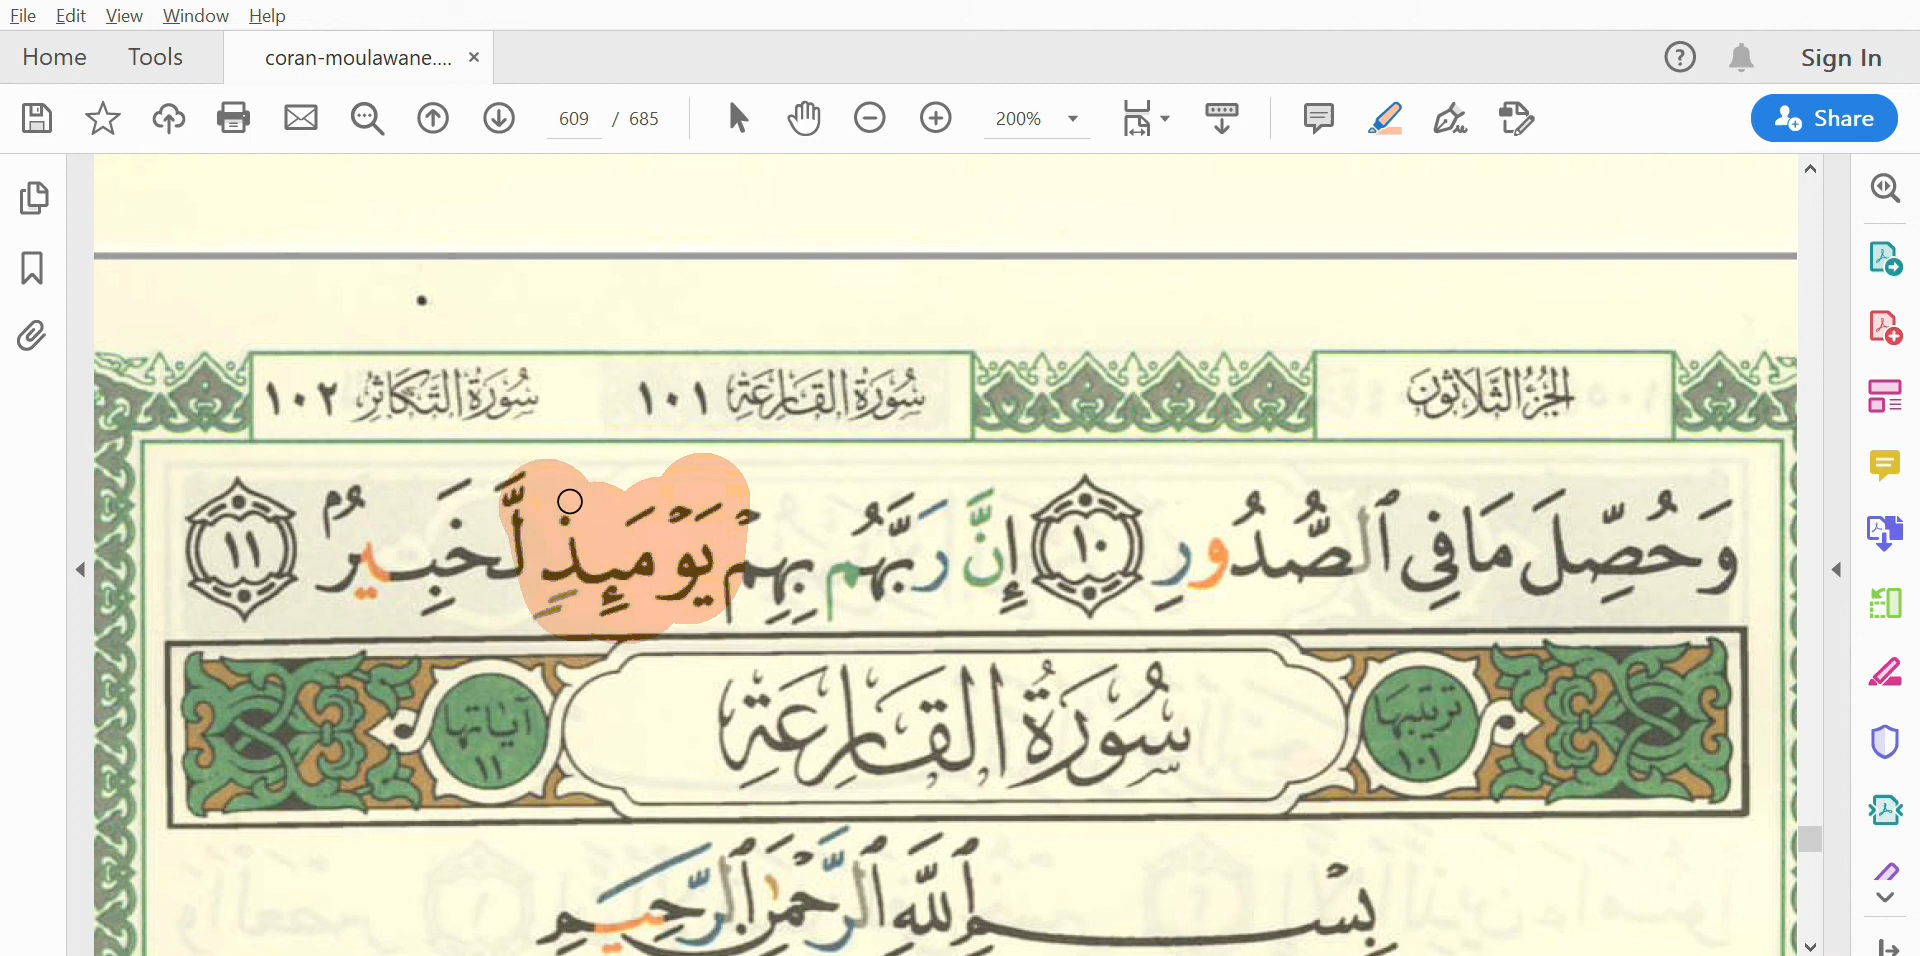 File Edit View Window Help
Home Tools coran-moulawane.... × Sign In
609 / 685 200% Share
سُورَةُ التَّكَاثُرِ ١٠٢ سُورَةُ القَارِعَةِ ١٠١ الجُزْءُ الثَّلَاثُونَ
وَحُصِّلَ مَا فِى ٱلصُّدُورِ ١٠ إِنَّ رَبَّهُم بِهِمْ يَوْمَئِذٍ لَّخَبِيرٌۢ ١١
ترتيبها ١٠١ سُورَةُ القَارِعَةِ آياتها ١١
بِسْمِ ٱللَّهِ ٱلرَّحْمَٰنِ ٱلرَّحِيمِ